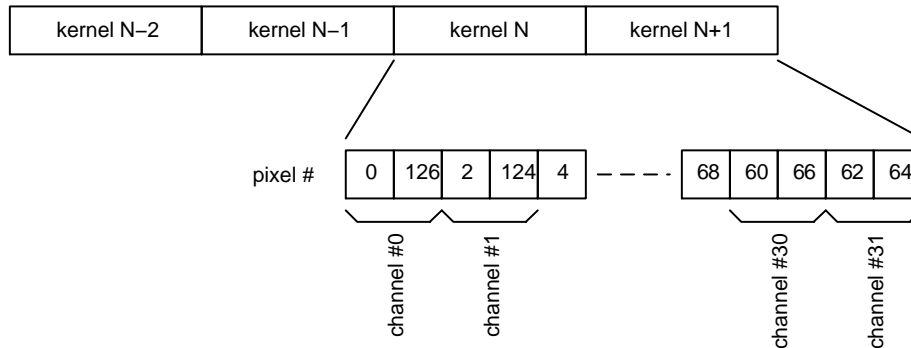 kernel N–2 kernel N–1 kernel N kernel N+1
pixel # 0 126 2 124 4 68 60 66 62 64
channel #0
channel #1
channel #30
channel #31